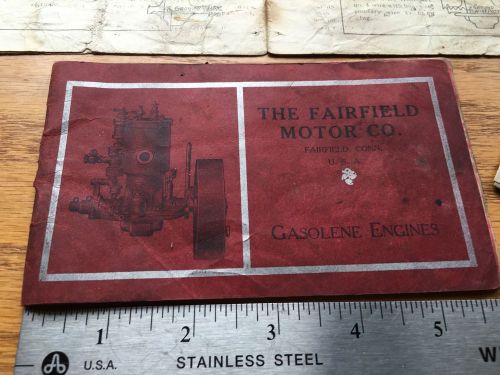 THE FAIRFIELD
MOTOR CO.
FAIRFIELD, CONN.
U. S. A.
GASOLENE ENGINES
1 2 3 4 5
A U.S.A. STAINLESS STEEL W